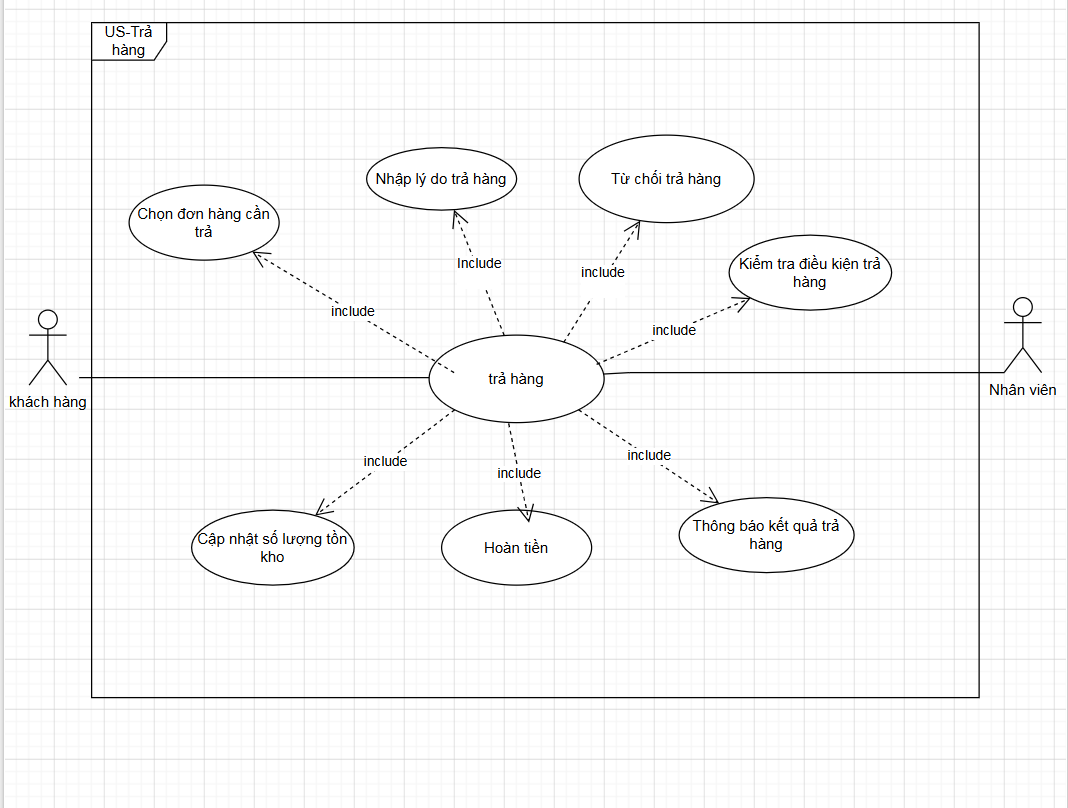 US-Trả
hàng
Nhập lý do trả hàng
Từ chối trả hàng
Chọn đơn hàng cần
trả
Kiểm tra điều kiện trả
hàng
Include
include
include
include
trả hàng
khách hàng
Nhân viên
include
include
include
Cập nhật số lượng tồn
kho
Hoàn tiền
Thông báo kết quả trả
hàng